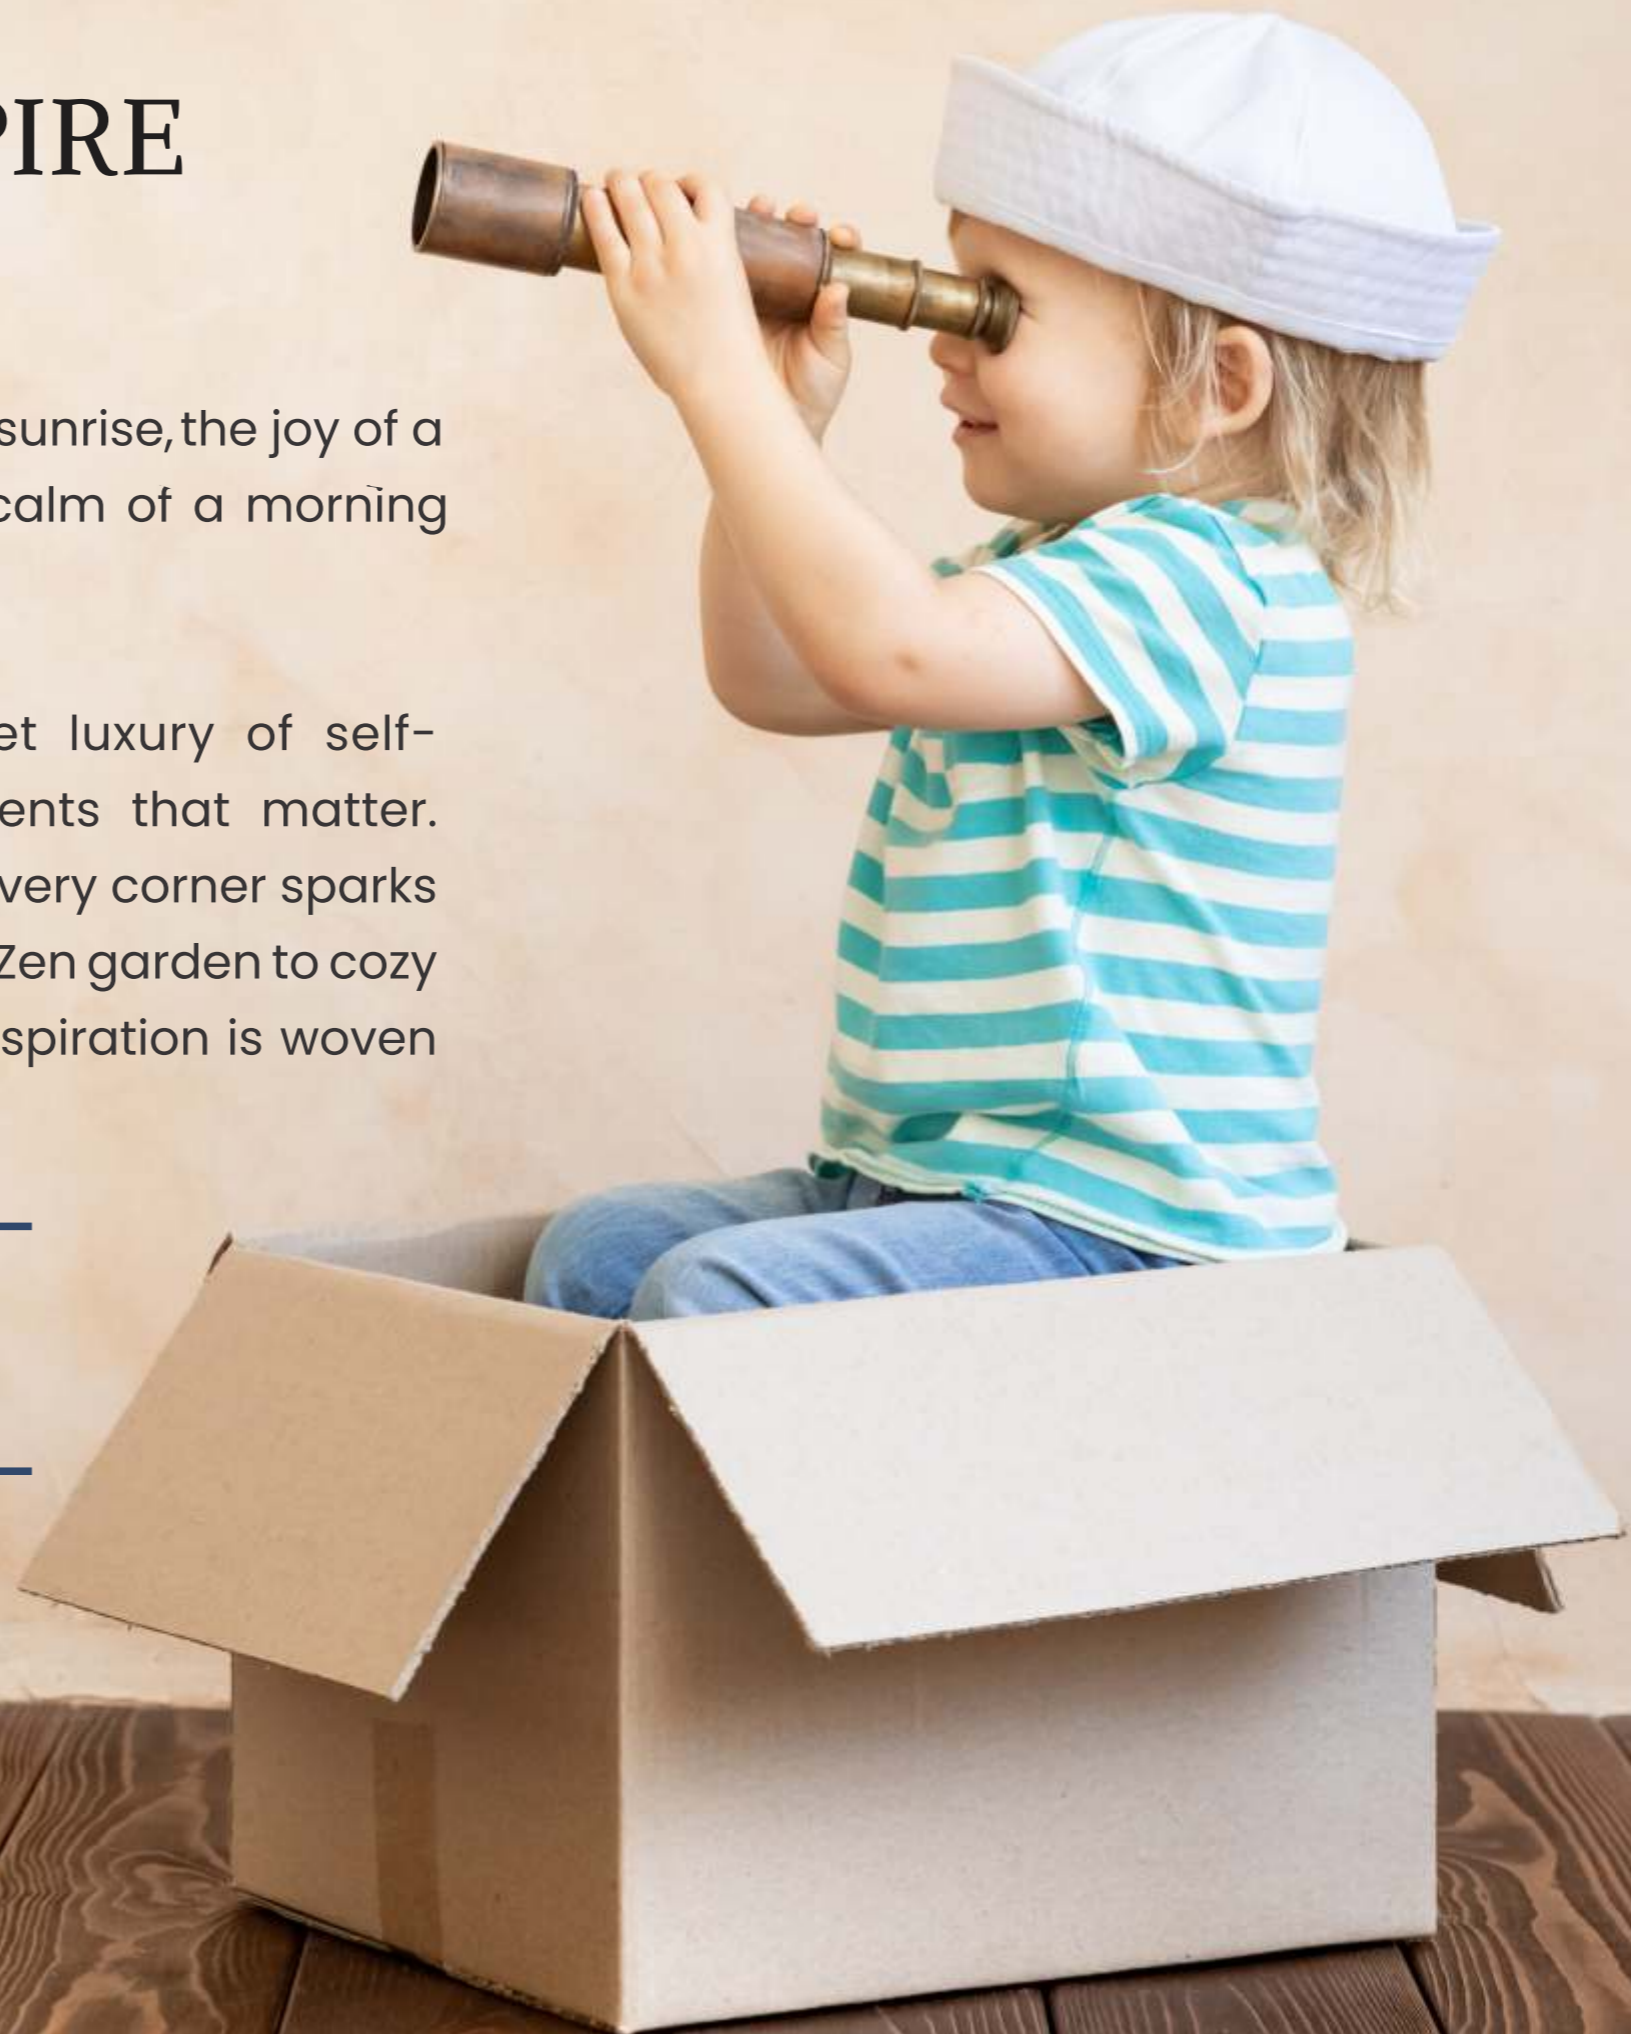 PIRE
sunrise, the joy of a
calm of a morning
et luxury of self-
ents that matter.
very corner sparks
Zen garden to cozy
spiration is woven